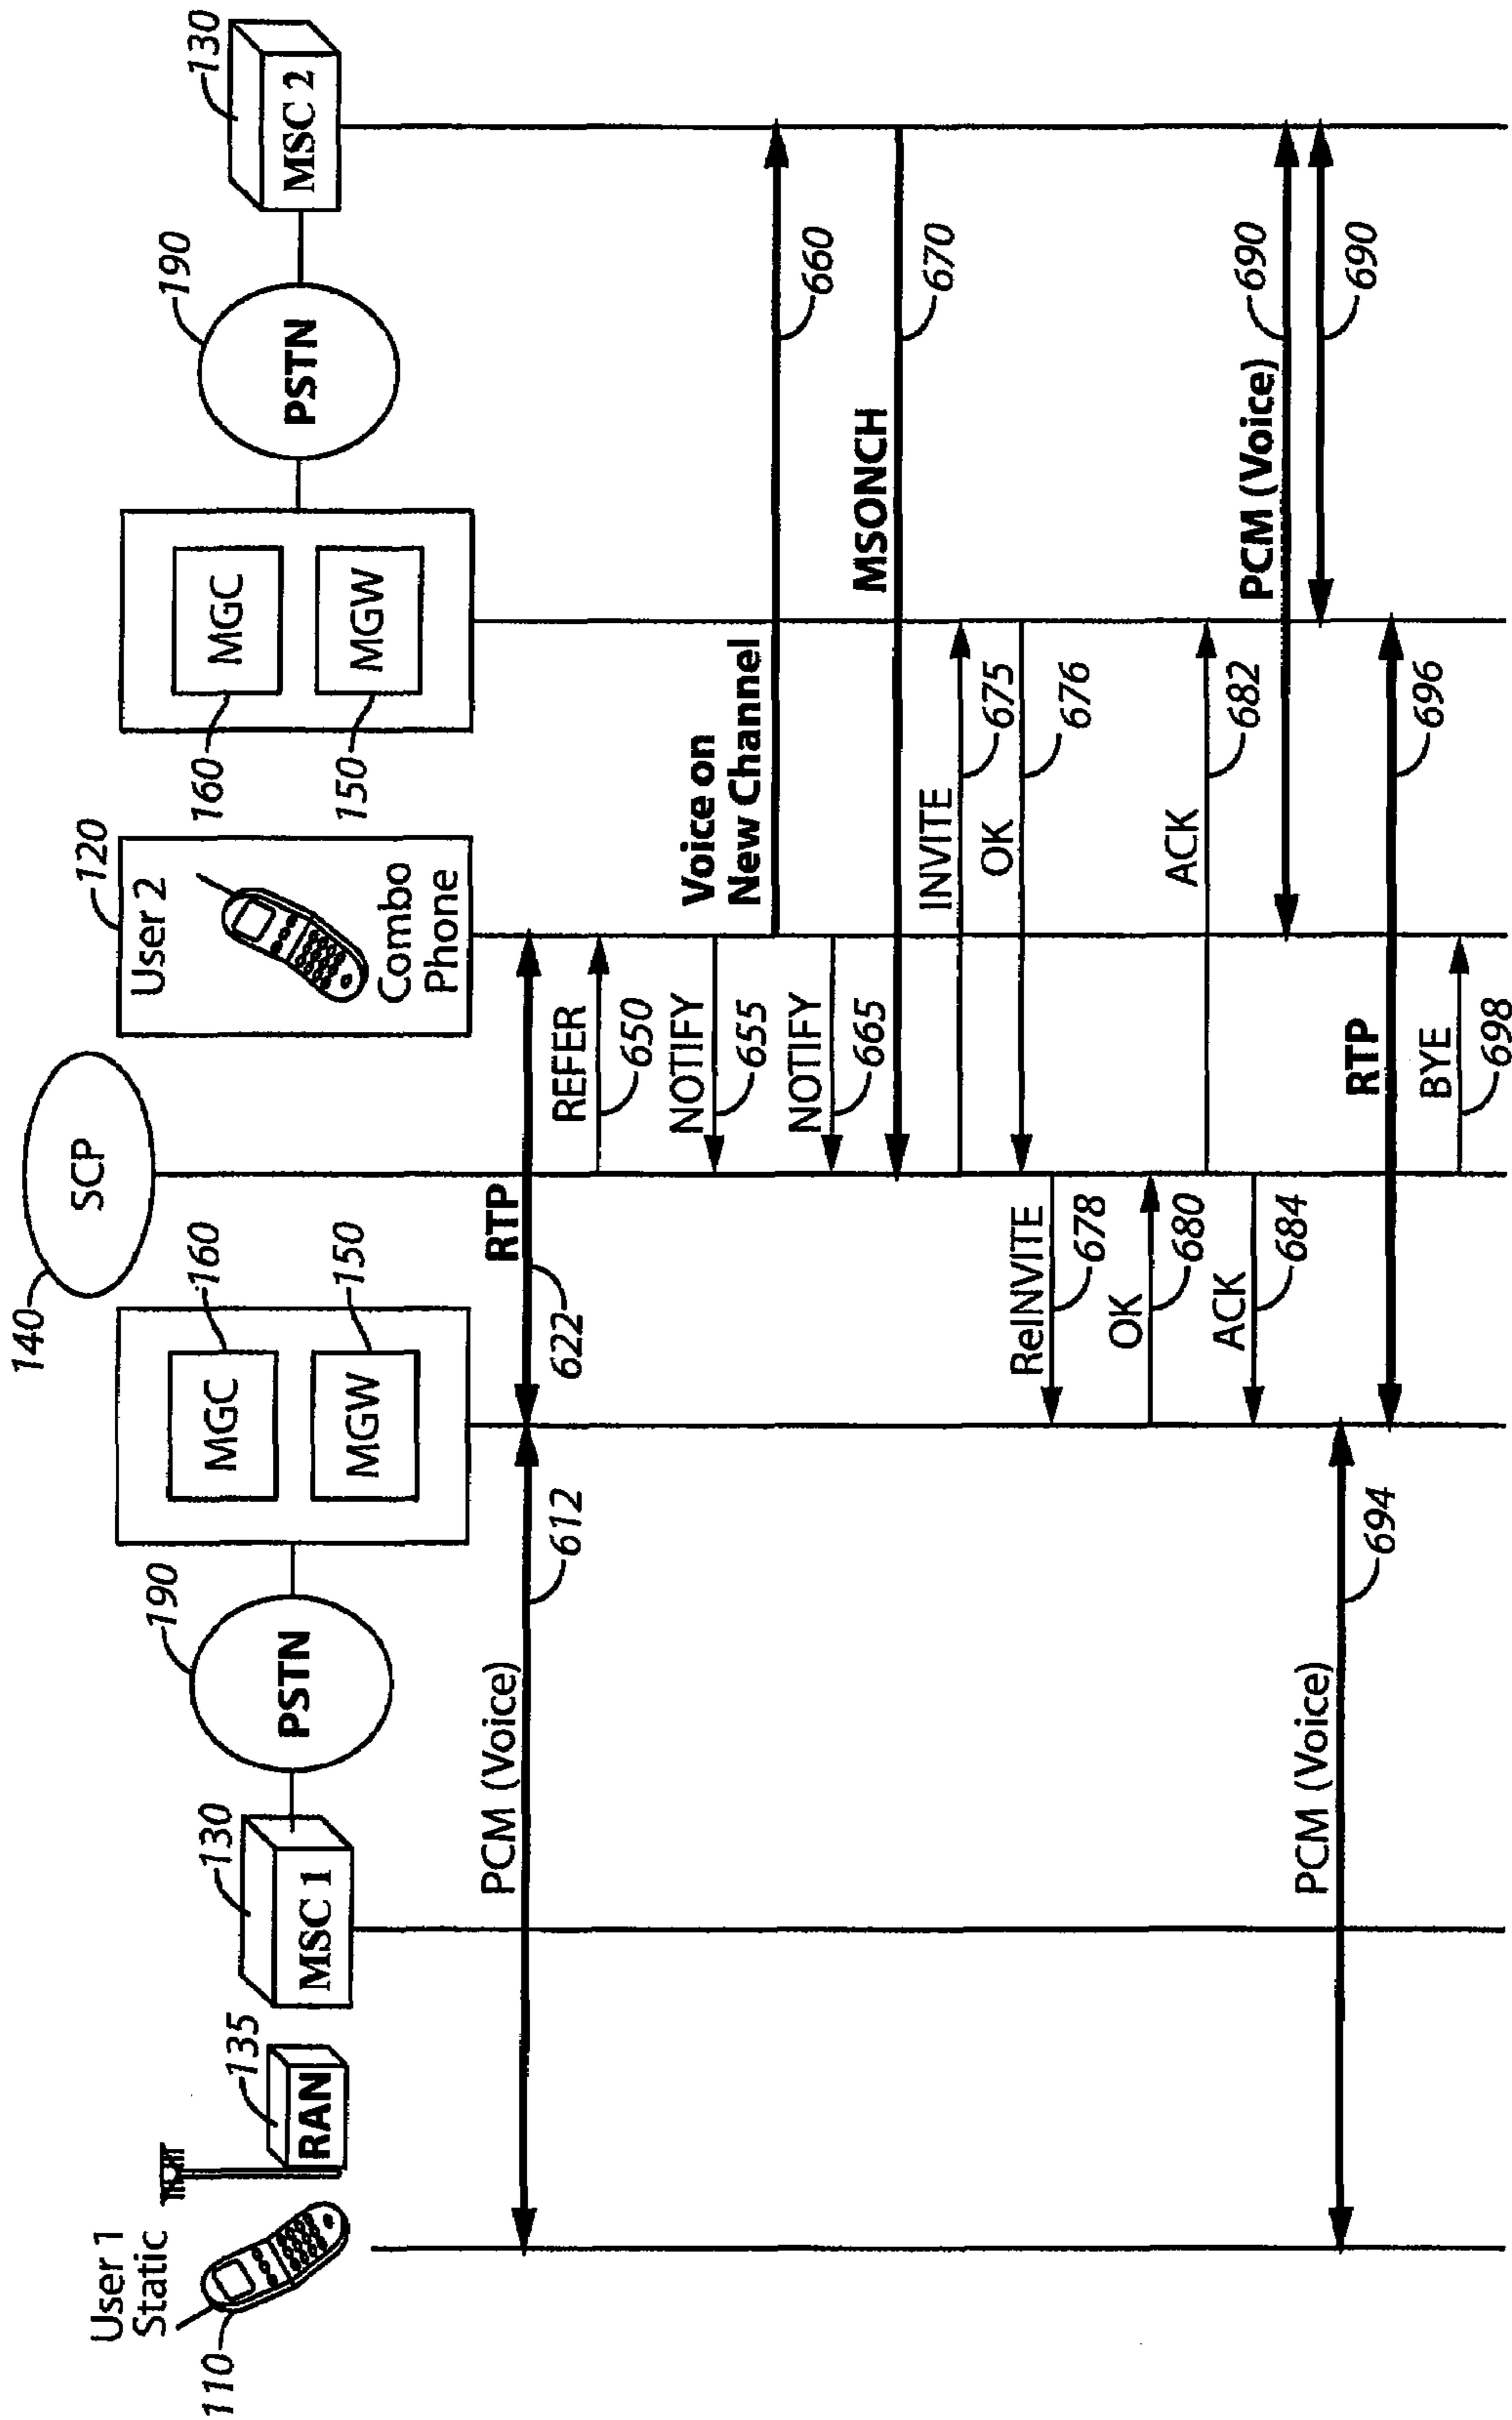 User 1
Static
110
135
RAN
130
MSC 1
190
PSTN
160
MGC
150
MGW
140
SCP
120
User 2
Combo
Phone
160
MGC
150
MGW
190
PSTN
130
MSC 2
PCM (Voice)
612
RTP
622
REFER
650
NOTIFY
655
Voice on
New Channel
660
NOTIFY
665
MSONCH
670
INVITE
675
OK
676
ReINVITE
678
OK
680
ACK
682
ACK
684
PCM (Voice)
690
690
PCM (Voice)
694
RTP
696
BYE
698